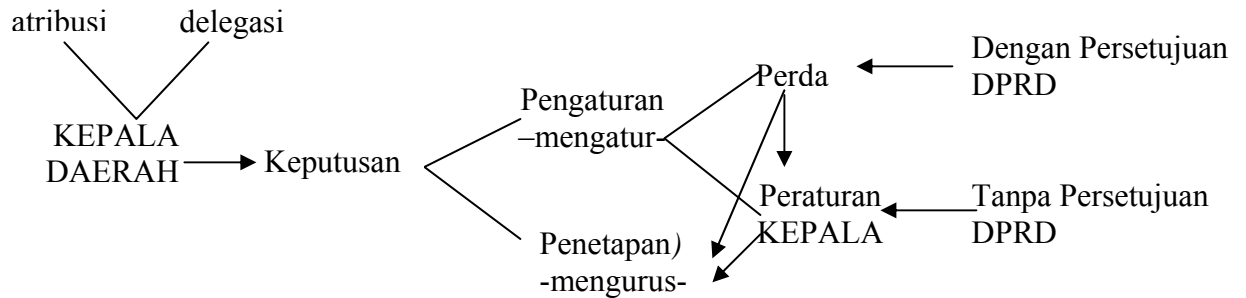 atribusi
delegasi
KEPALA
DAERAH
Keputusan
Pengaturan
–mengatur-
Penetapan)
-mengurus-
Perda
Peraturan
KEPALA
Dengan Persetujuan
DPRD
Tanpa Persetujuan
DPRD